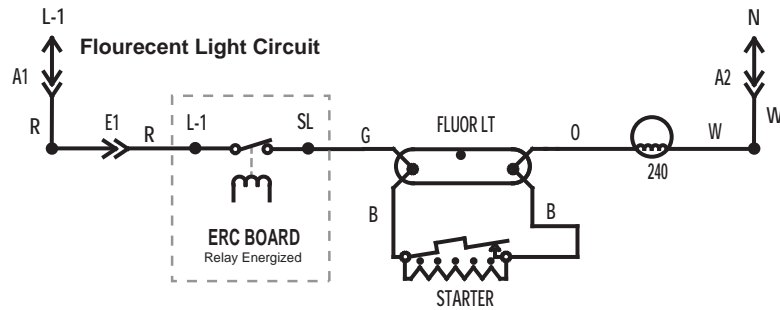 L-1
N
Flourecent Light Circuit
A1
A2
R
E1
R
L-1
SL
G
FLUOR LT
O
W
W
240
B
B
ERC BOARD
Relay Energized
STARTER